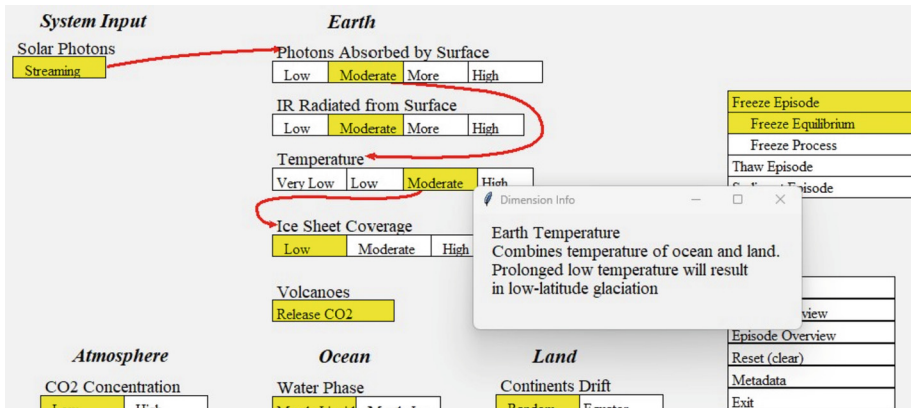 System Input
Earth
Solar Photons
Streaming
Photons Absorbed by Surface
Low Moderate More High
IR Radiated from Surface
Low Moderate More High
Temperature
Very Low Low Moderate High
Ice Sheet Coverage
Low Moderate High
Volcanoes
Release CO2
Freeze Episode
Freeze Equilibrium
Freeze Process
Thaw Episode
Episode
Dimension Info
Earth Temperature
Combines temperature of ocean and land.
Prolonged low temperature will result
in low-latitude glaciation
Episode Overview
Reset (clear)
Metadata
Exit
Atmosphere
Ocean
Land
CO2 Concentration
Water Phase
Continents Drift
High
Random Equator